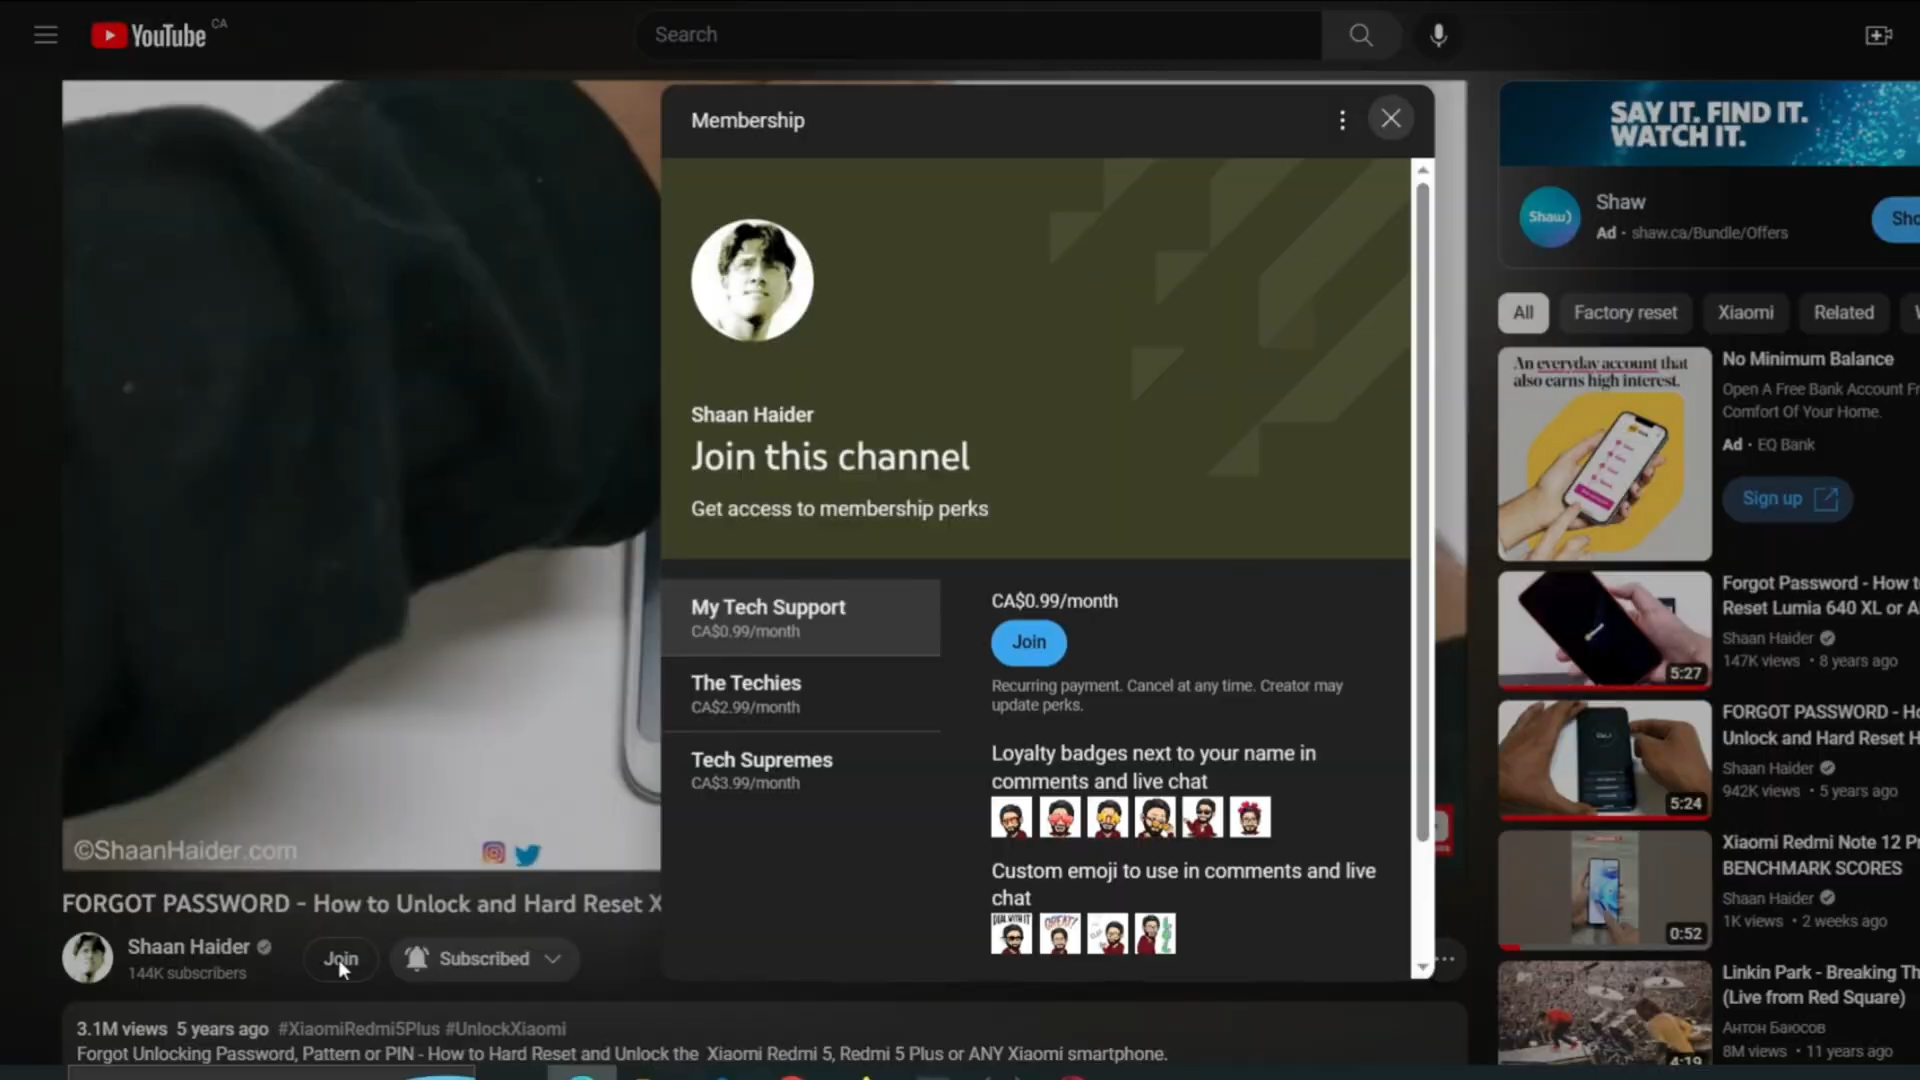 YouTube CA
Search
SAY IT. FIND IT.
WATCH IT.
Shaw)
Shaw
Ad · shaw.ca/Bundle/Offers
Membership
Shaan Haider
Join this channel
Get access to membership perks
My Tech Support
CA$0.99/month
The Techies
CA$2.99/month
Tech Supremes
CA$3.99/month
CA$0.99/month
Join
Recurring payment. Cancel at any time. Creator may
update perks.
Loyalty badges next to your name in
comments and live chat
Custom emoji to use in comments and live
chat
DEAL WITH IT
GREAT!
All
Factory reset
Xiaomi
Related
An everyday account that
also earns high interest.
No Minimum Balance
Open A Free Bank Account
Comfort Of Your Home.
Ad · EQ Bank
Sign up
Forgot Password - How
Reset Lumia 640 XL or
Shaan Haider
147K views · 8 years ago
5:27
FORGOT PASSWORD -
Unlock and Hard Reset
Shaan Haider
942K views · 5 years ago
5:24
Xiaomi Redmi Note 12
BENCHMARK SCORES
Shaan Haider
1K views · 2 weeks ago
0:52
Linkin Park - Breaking
(Live from Red Square)
Антон Баюсов
8M views · 11 years ago
4:19
©ShaanHaider.com
FORGOT PASSWORD - How to Unlock and Hard Reset X
Shaan Haider
144K subscribers
Join
Subscribed
3.1M views 5 years ago #XiaomiRedmi5Plus #UnlockXiaomi
Forgot Unlocking Password, Pattern or PIN - How to Hard Reset and Unlock the Xiaomi Redmi 5, Redmi 5 Plus or ANY Xiaomi smartphone.